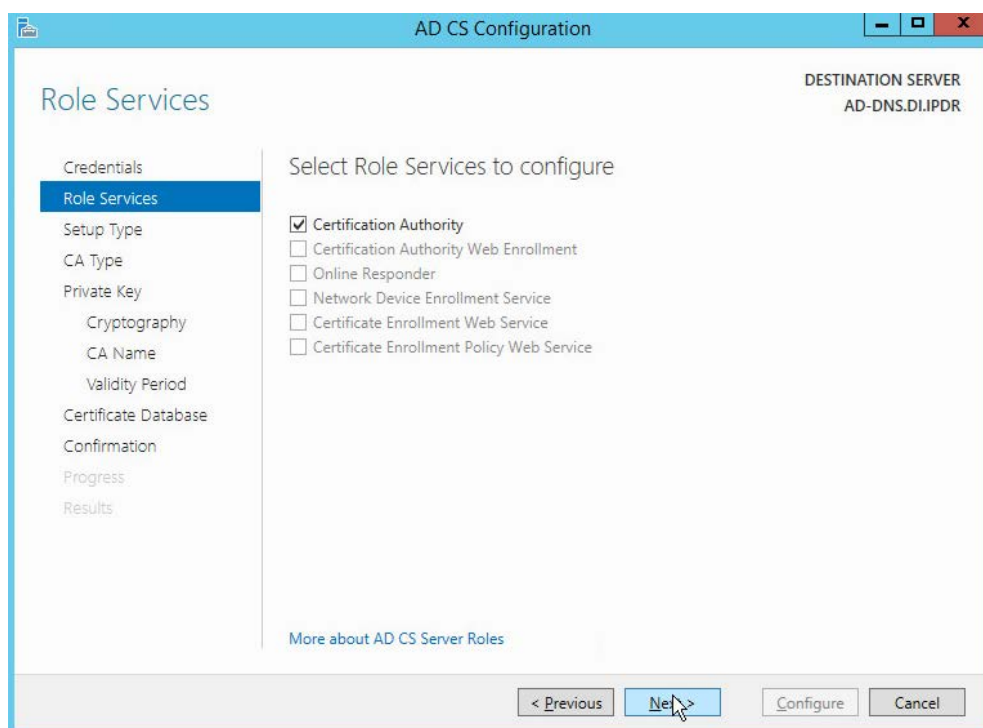 AD CS Configuration
Role Services
DESTINATION SERVER
AD-DNS.DI.IPDR
Credentials
Role Services
Setup Type
CA Type
Private Key
Cryptography
CA Name
Validity Period
Certificate Database
Confirmation
Progress
Results
Select Role Services to configure
Certification Authority
Certification Authority Web Enrollment
Online Responder
Network Device Enrollment Service
Certificate Enrollment Web Service
Certificate Enrollment Policy Web Service
More about AD CS Server Roles
< Previous
Next >
Configure
Cancel